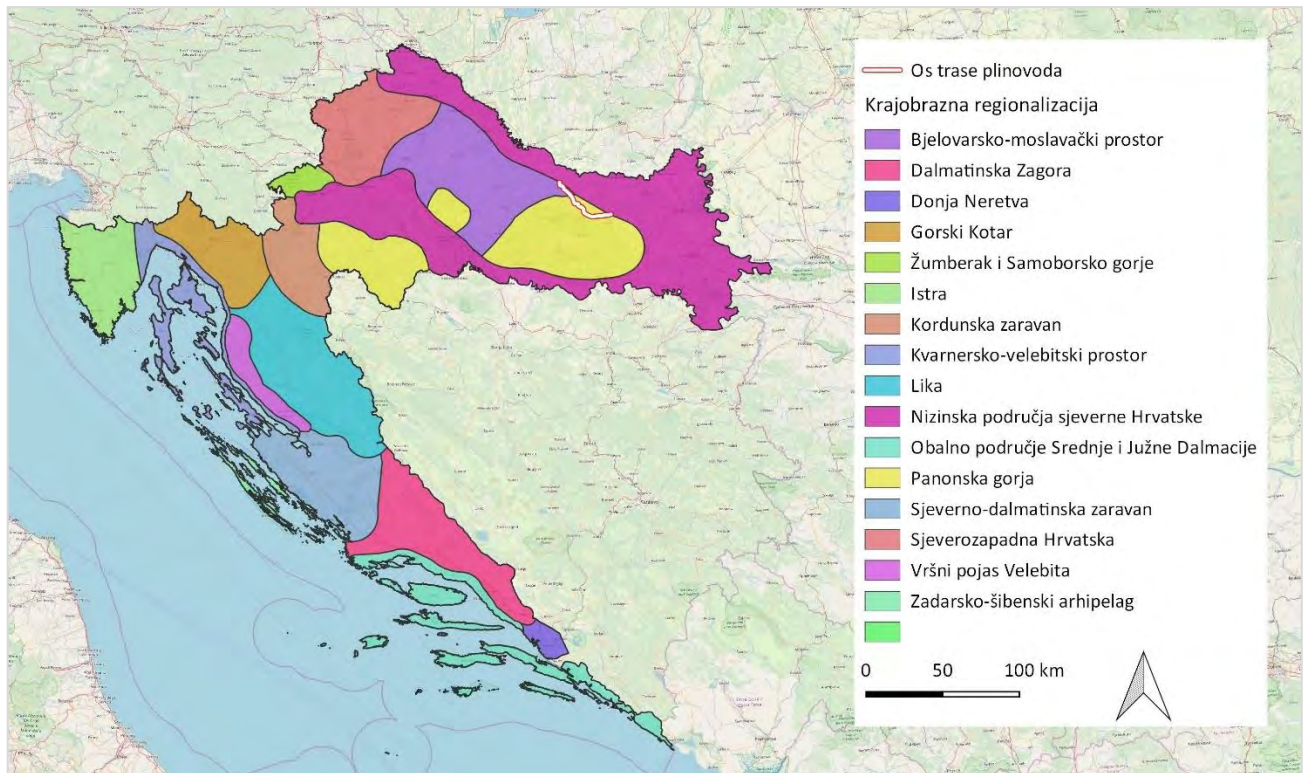 Os trase plinovoda
Krajobrazna regionalizacija
Bjelovarsko-moslavački prostor
Dalmatinska Zagora
Donja Neretva
Gorski Kotar
Žumberak i Samoborsko gorje
Istra
Kordunska zaravan
Kvarnersko-velebitski prostor
Lika
Nizinska područja sjeverne Hrvatske
Obalno područje Srednje i Južne Dalmacije
Panonska gorja
Sjeverno-dalmatinska zaravan
Sjeverozapadna Hrvatska
Vršni pojas Velebita
Zadarsko-šibenski arhipelag
0 50 100 km